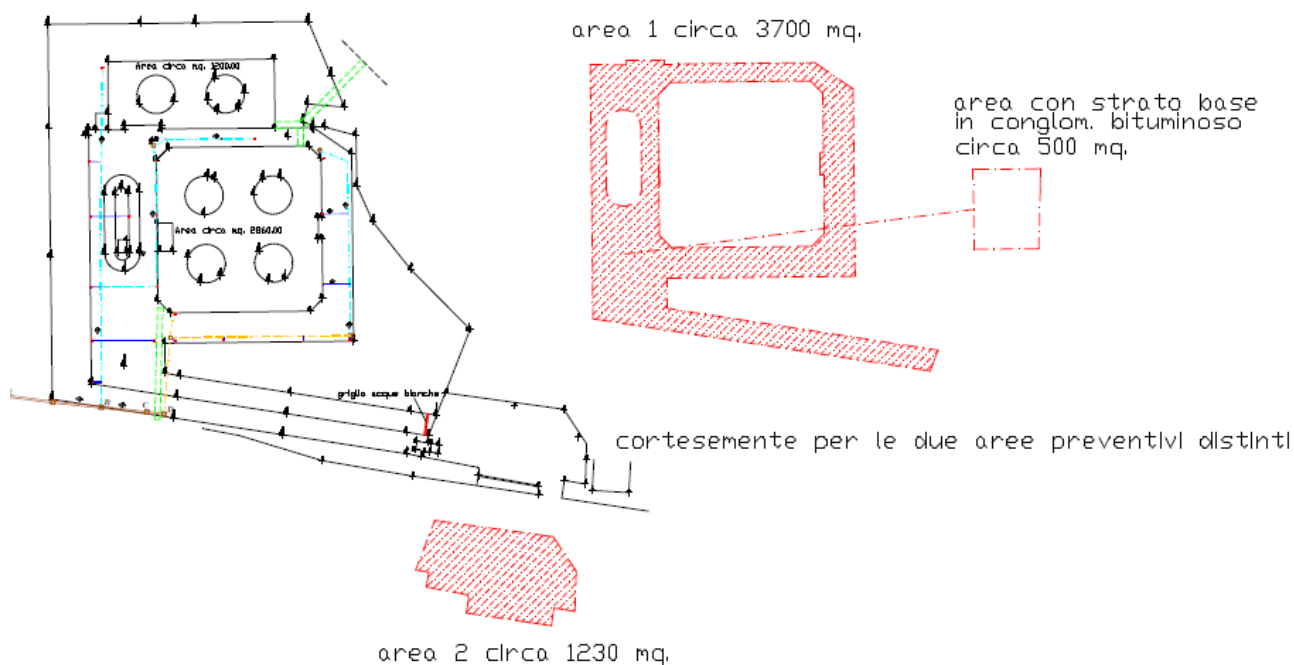 area 1 circa 3700 mq.
Area circa mq. 1200.00
area con strato base
in conglom. bituminoso
circa 500 mq.
Area circa mq. 2860.00
griglia acque bianche
cortesemente per le due aree preventivi distinti
area 2 circa 1230 mq.